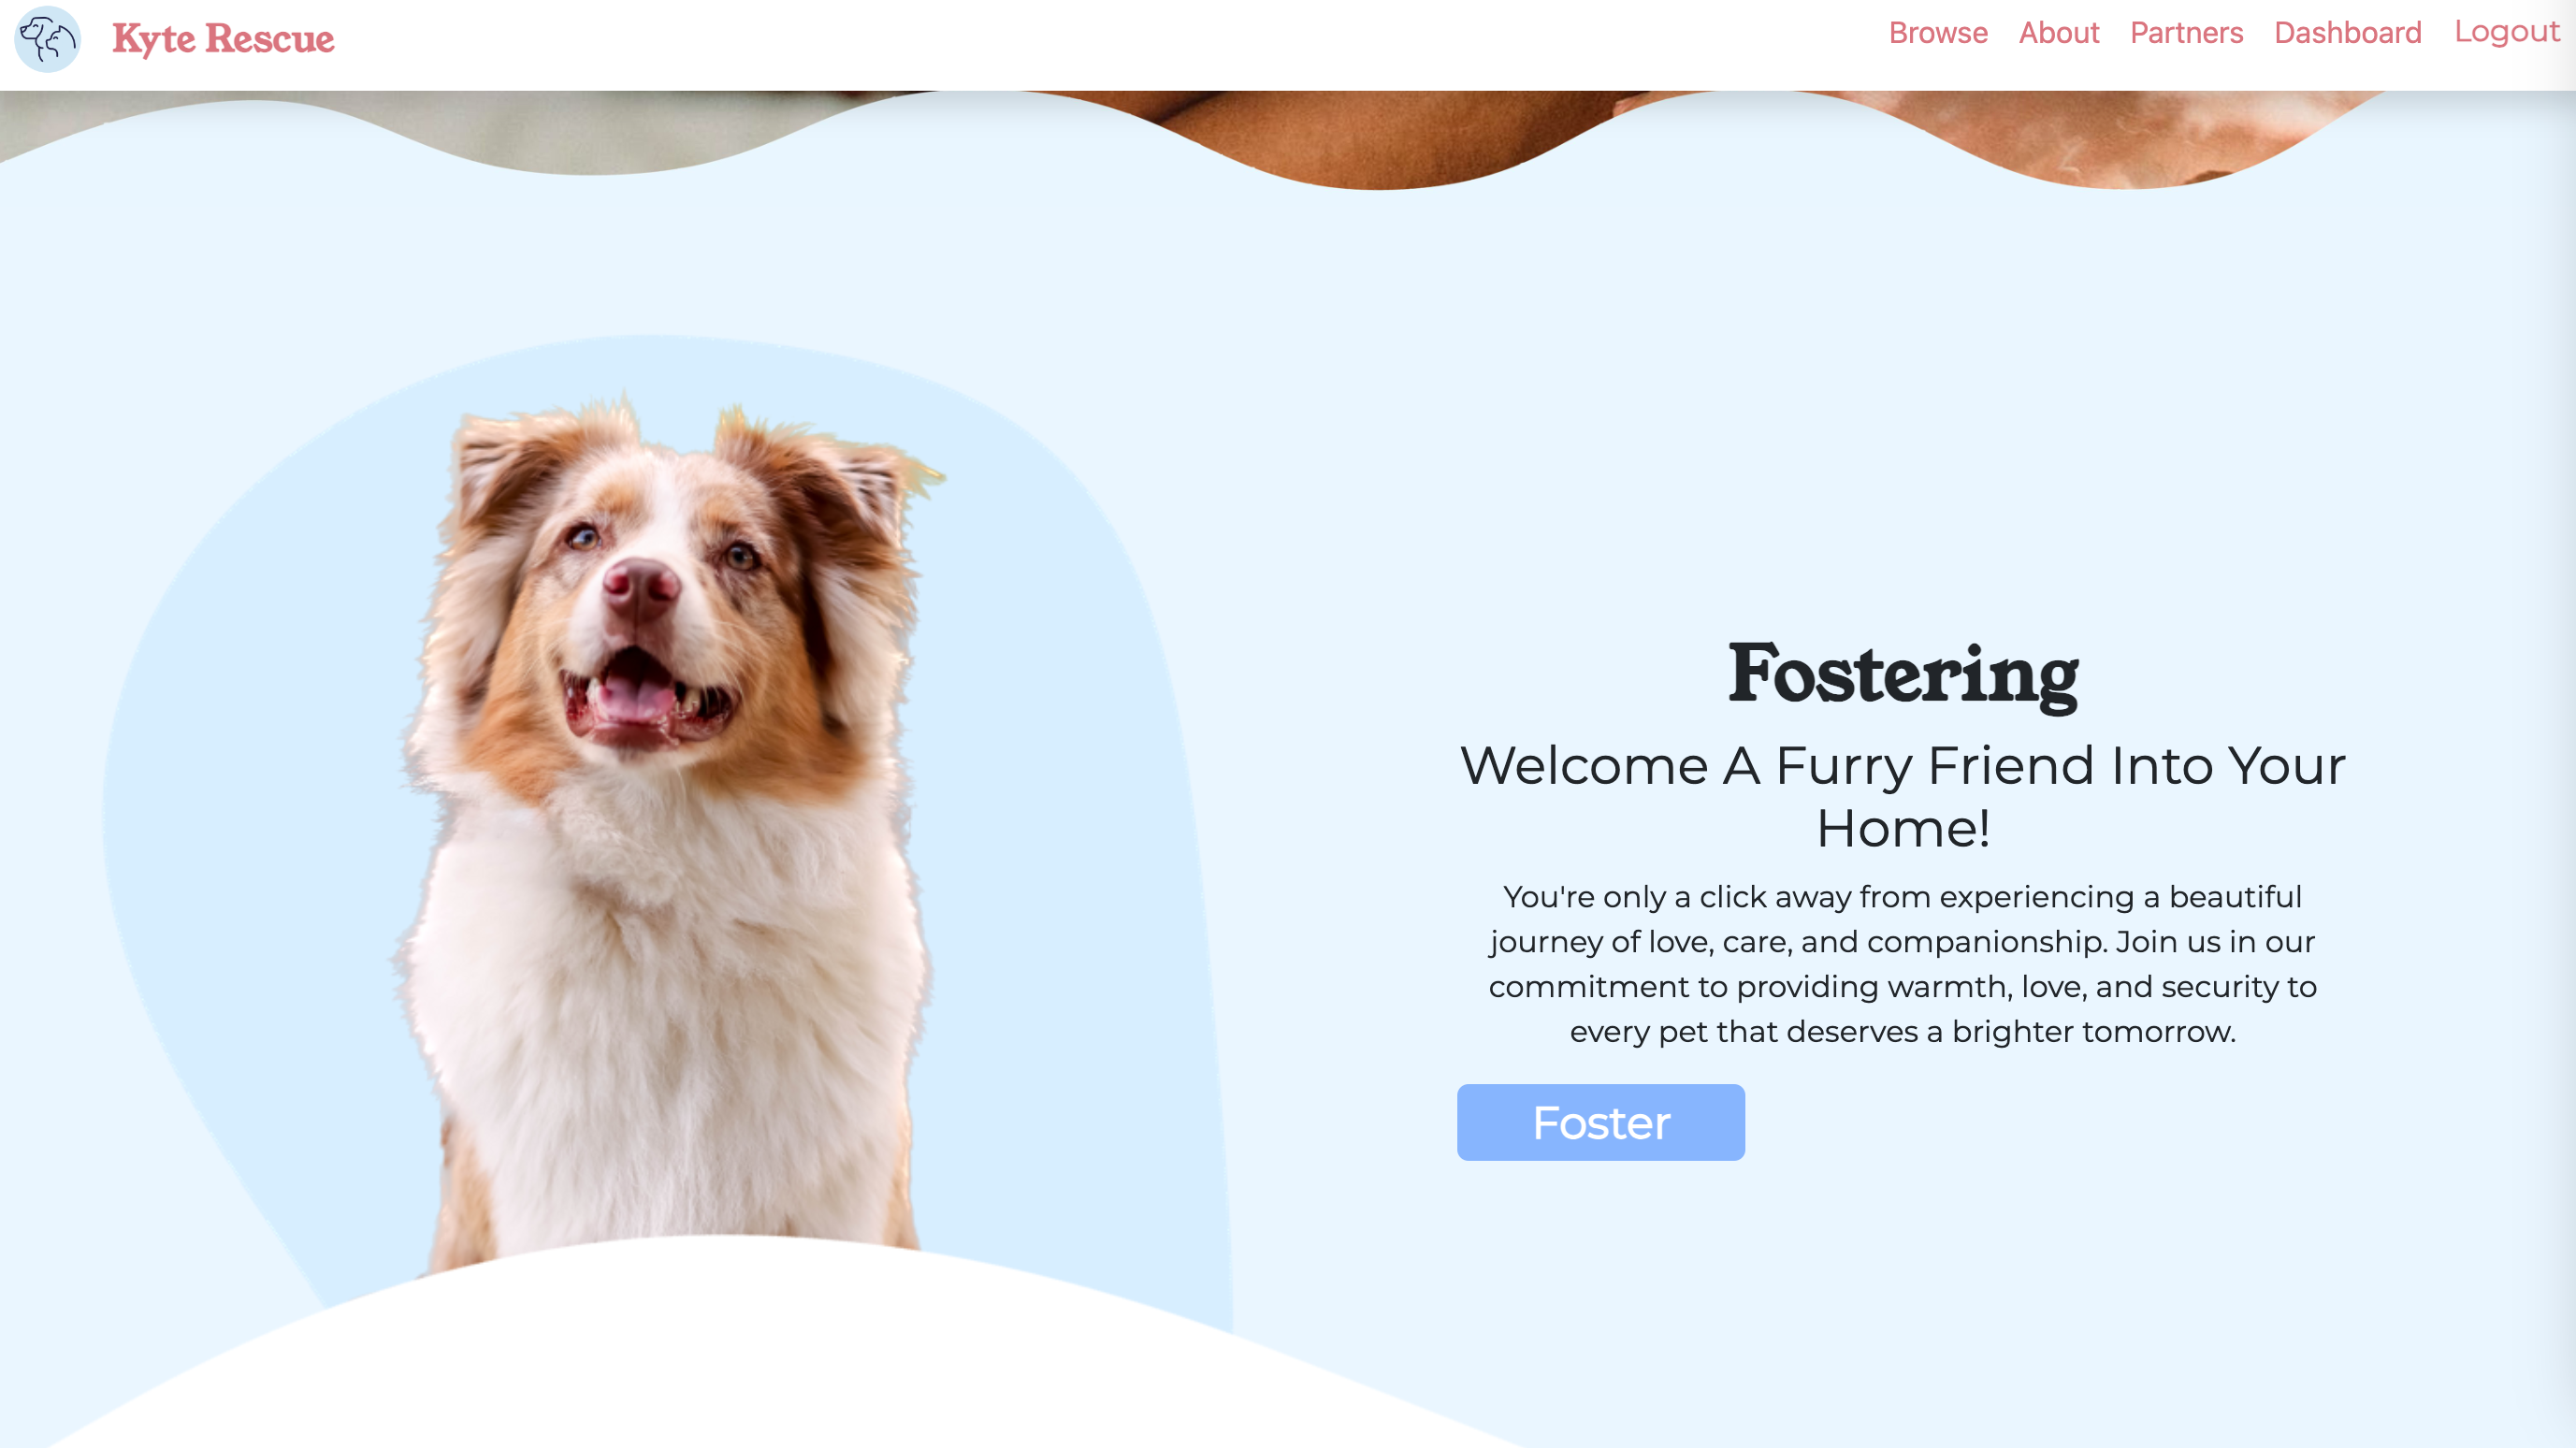 Kyte Rescue
Browse About Partners Dashboard Logout
Fostering
Welcome A Furry Friend Into Your
Home!
You're only a click away from experiencing a beautiful
journey of love, care, and companionship. Join us in our
commitment to providing warmth, love, and security to
every pet that deserves a brighter tomorrow.
Foster